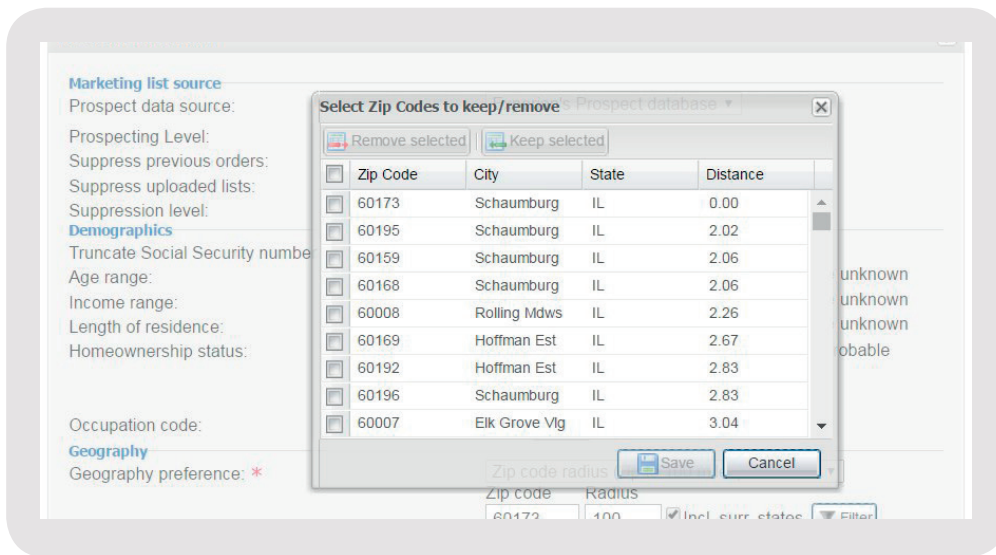 Marketing list source
Prospect data source:
Prospecting Level:
Suppress previous orders:
Suppress uploaded lists:
Suppression level:
Demographics
Truncate Social Security numbe
Age range:
Income range:
Length of residence:
Homeownership status:
Occupation code:
Geography
Geography preference: *
Select Zip Codes to keep/remove
Prospect database
Remove selected Keep selected
Zip Code City State Distance
60173 Schaumburg IL 0.00
60195 Schaumburg IL 2.02
60159 Schaumburg IL 2.06
60168 Schaumburg IL 2.06
60008 Rolling Mdws IL 2.26
60169 Hoffman Est IL 2.67
60192 Hoffman Est IL 2.83
60196 Schaumburg IL 2.83
60007 Elk Grove Vlg IL 3.04
Save Cancel
unknown
unknown
unknown
obable
Zip code radius
Zip code Radius
60173 100 Incl. surr. states Filter